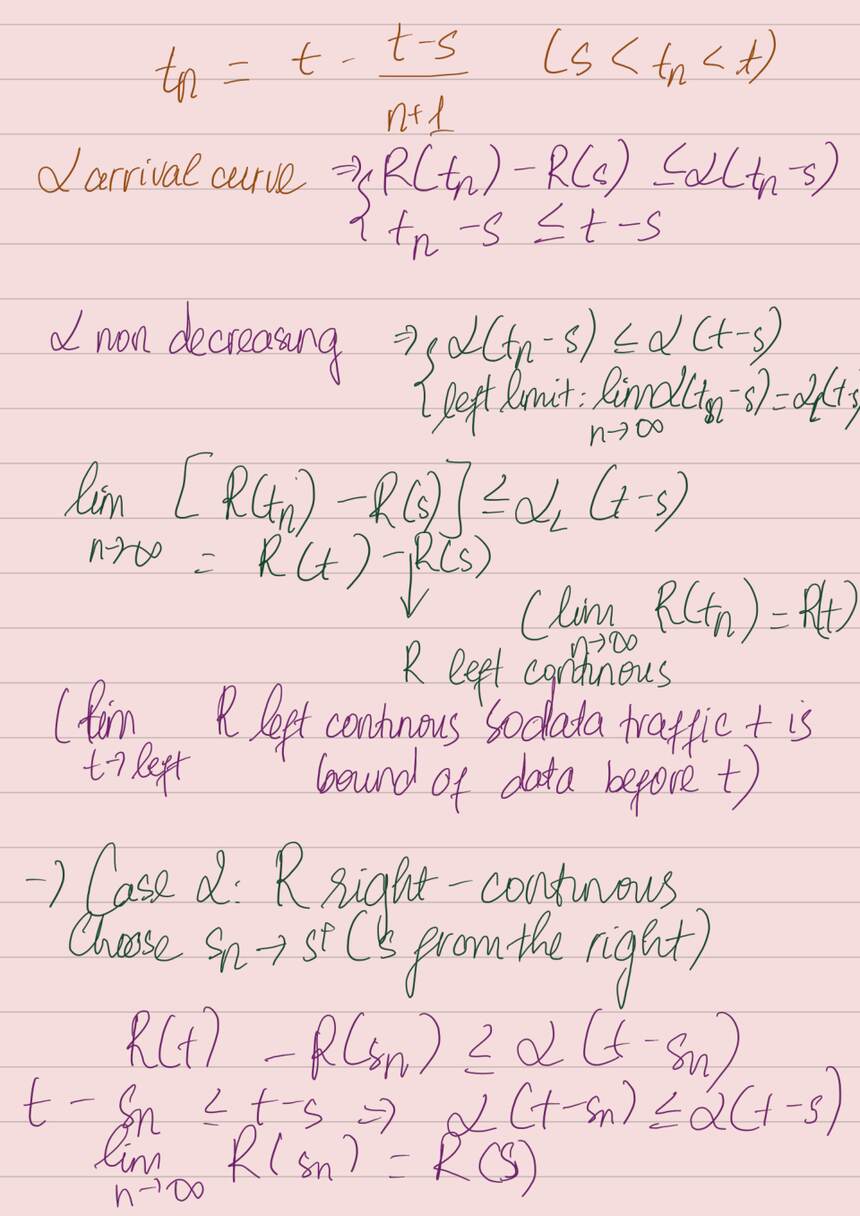 tn = t - t-s / n+1 (s < tn < t)
α arrival curve => { R(tn) - R(s) ≤ α(tn-s)
{ tn - s ≤ t-s
α non decreasing => { α(tn-s) ≤ α(t-s)
{ left limit: lim α(tn-s) = αl(t-s
n→∞
lim [R(tn) - R(s)] ≤ αL (t-s)
n→∞ = R(t) - R(s)
↓ (lim R(tn) = R(t)
n→∞
R left continous
(lim R left continous so data traffic t is
t→left bound of data before t)
→) Case 2: R right-continous
Choose sn → s+ (s from the right)
R(t) - R(sn) ≥ α(t-sn)
t - sn ≤ t-s => α(t-sn) ≤ α(t-s)
lim R(sn) = R(s)
n→∞